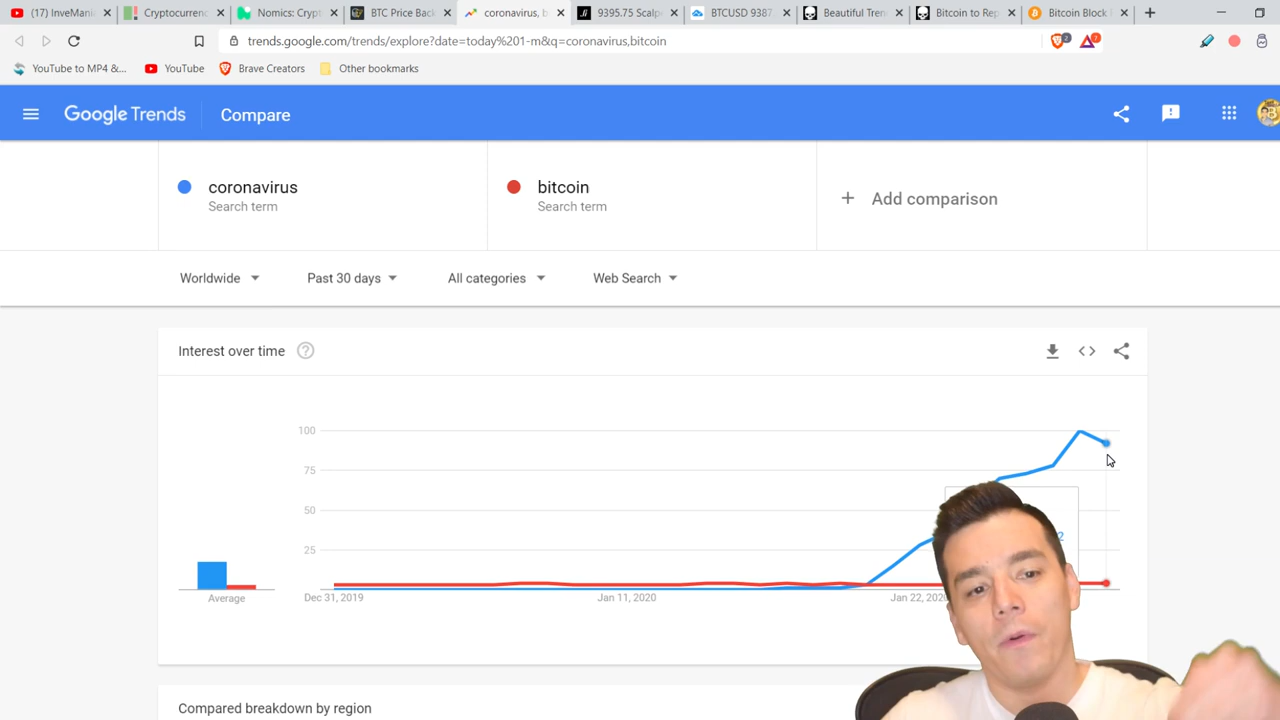 (17) InveMani
Cryptocurrenc
Nomics: Crypt
BTC Price Back
coronavirus, b
9395.75 Scalp
BTCUSD 9387
Beautiful Tren
Bitcoin to Rep
Bitcoin Block
trends.google.com/trends/explore?date=today%201-m&q=coronavirus,bitcoin
2
7
YouTube to MP4 &...
YouTube
Brave Creators
Other bookmarks
Google Trends
Compare
coronavirus
Search term
bitcoin
Search term
+ Add comparison
Worldwide
Past 30 days
All categories
Web Search
Interest over time
?
100
75
50
25
Average
Dec 31, 2019
Jan 11, 2020
Jan 22, 2020
2
Compared breakdown by region